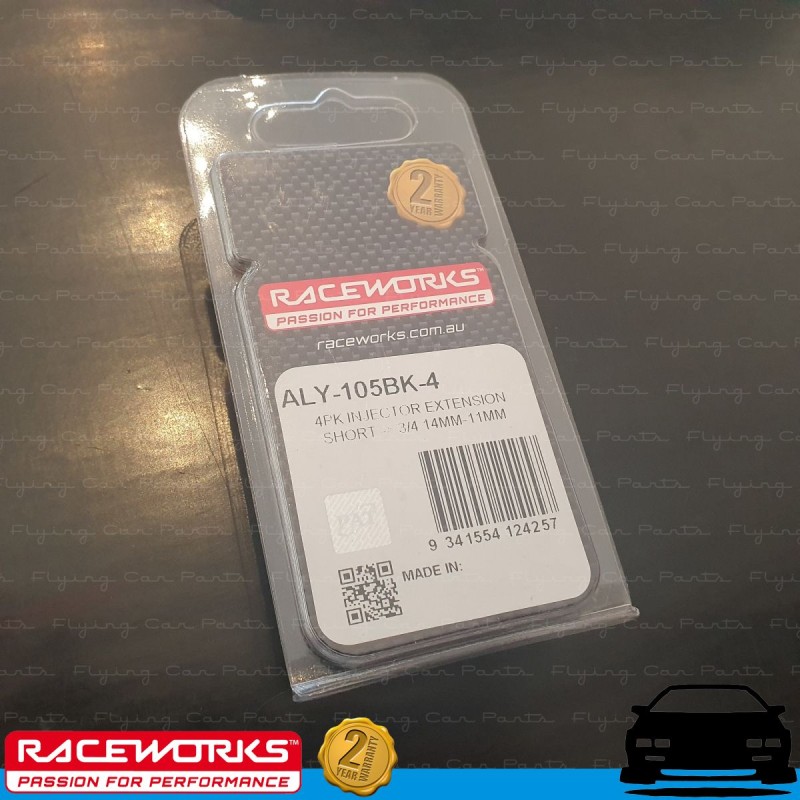 2
YEAR
WARRANTY
RACEWORKS™
PASSION FOR PERFORMANCE
raceworks.com.au
ALY-105BK-4
4PK INJECTOR EXTENSION
3/4 14MM-11MM
SHORT
PAT
9 341554 124257
MADE IN:
Flying Car Parts
RACEWORKS™
PASSION FOR PERFORMANCE
2
YEAR
WARRANTY